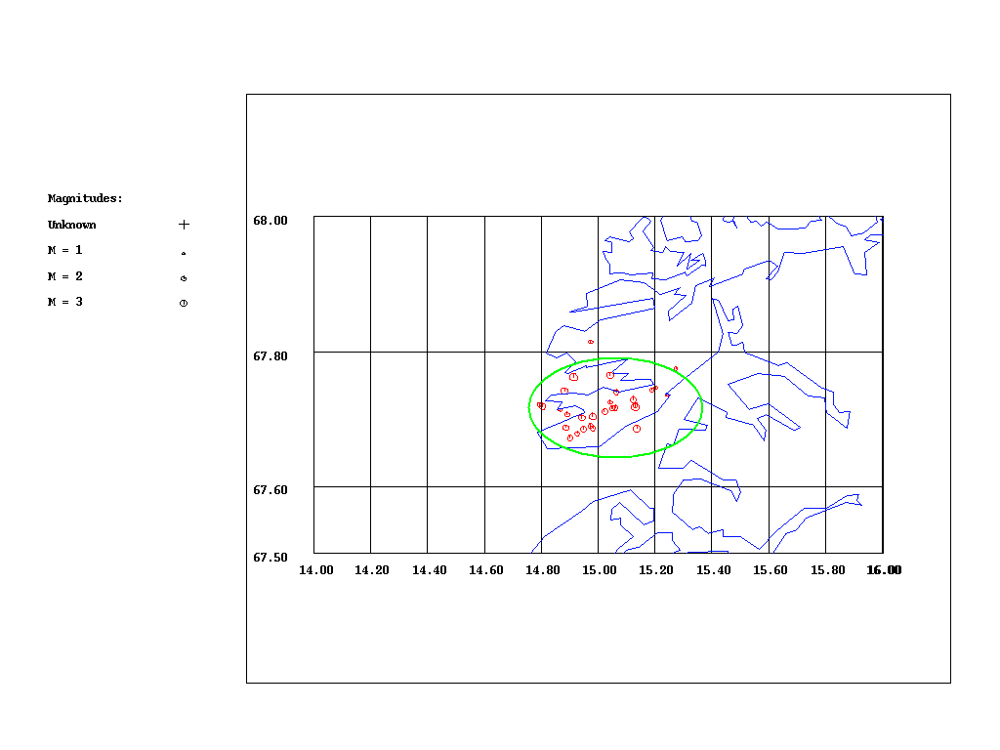 Magnitudes:
Unknown
M = 1
M = 2
M = 3
68.00
67.80
67.60
67.50
14.00 14.20 14.40 14.60 14.80 15.00 15.20 15.40 15.60 15.80 16.00